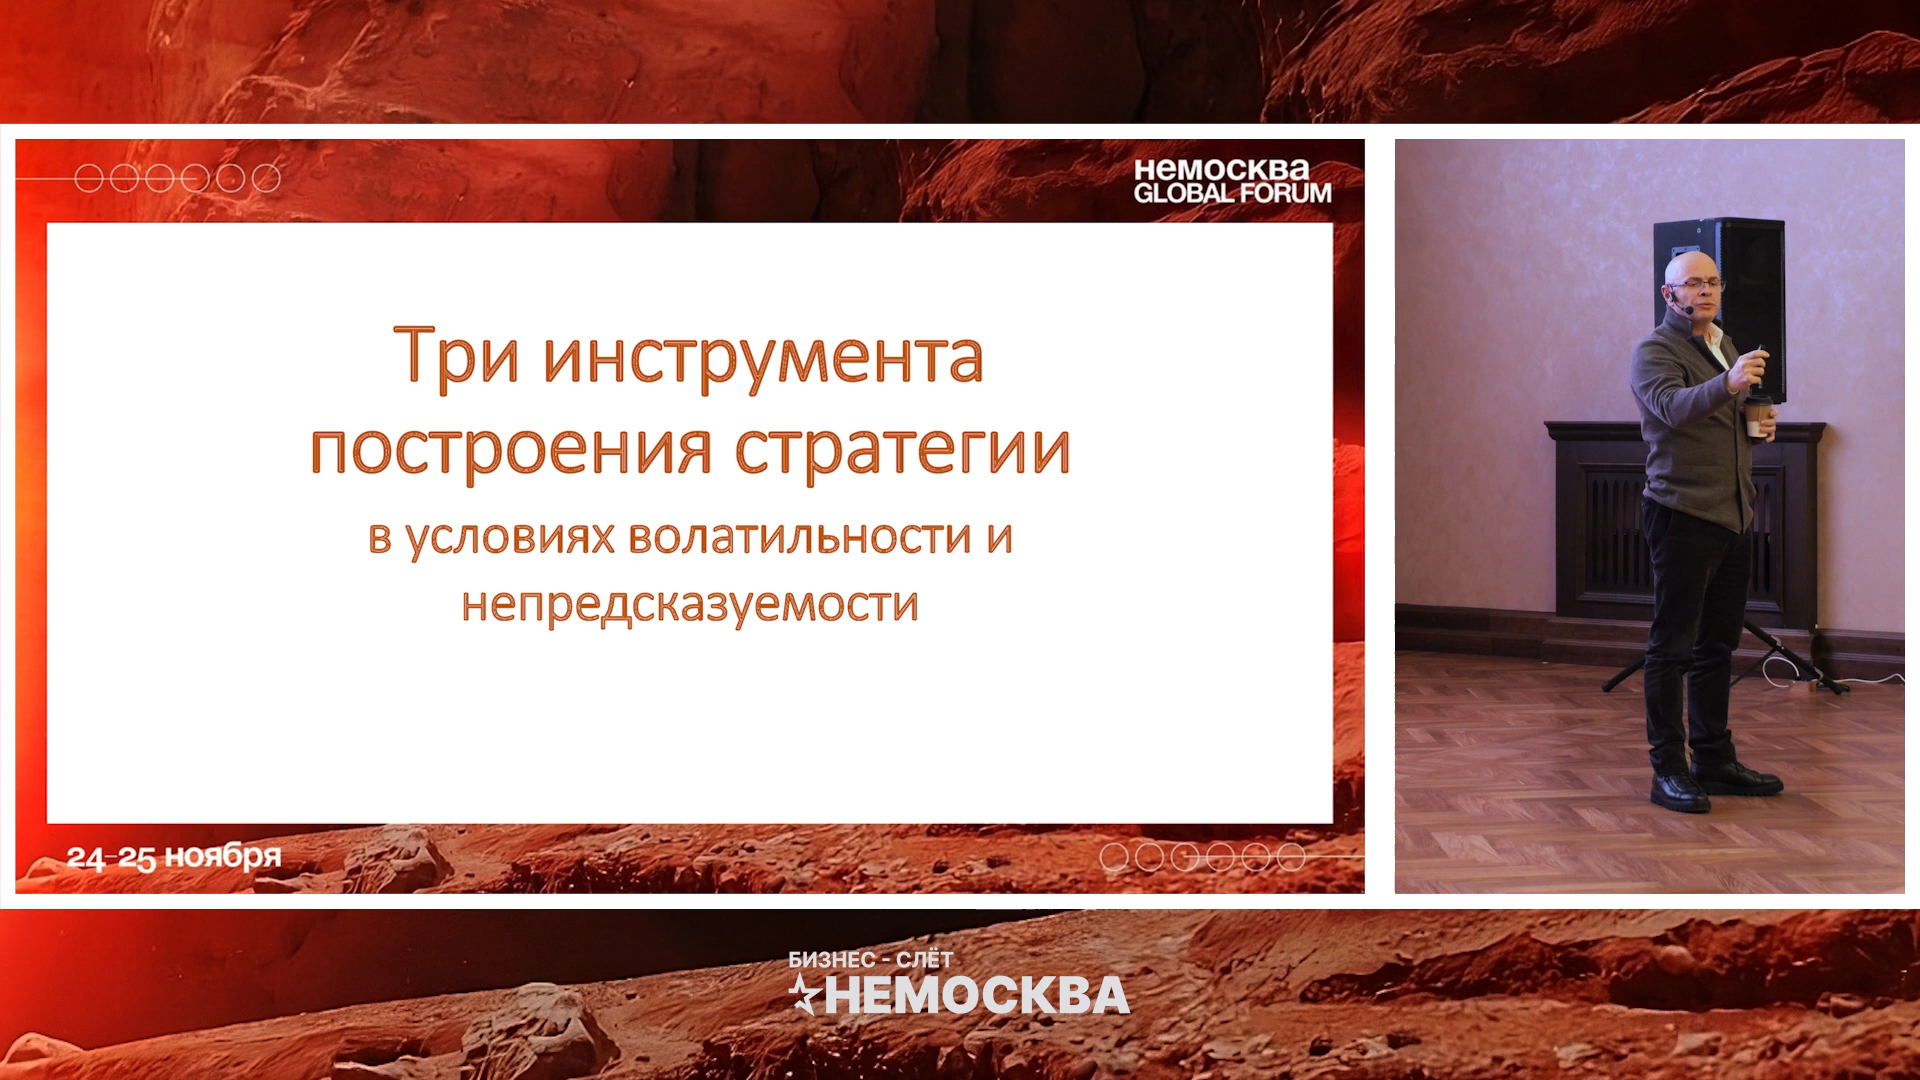 немосква
GLOBAL FORUM
Три инструмента
построения стратегии
в условиях волатильности и
непредсказуемости
24-25 ноября
БИЗНЕС - СЛЁТ
НЕМОСКВА